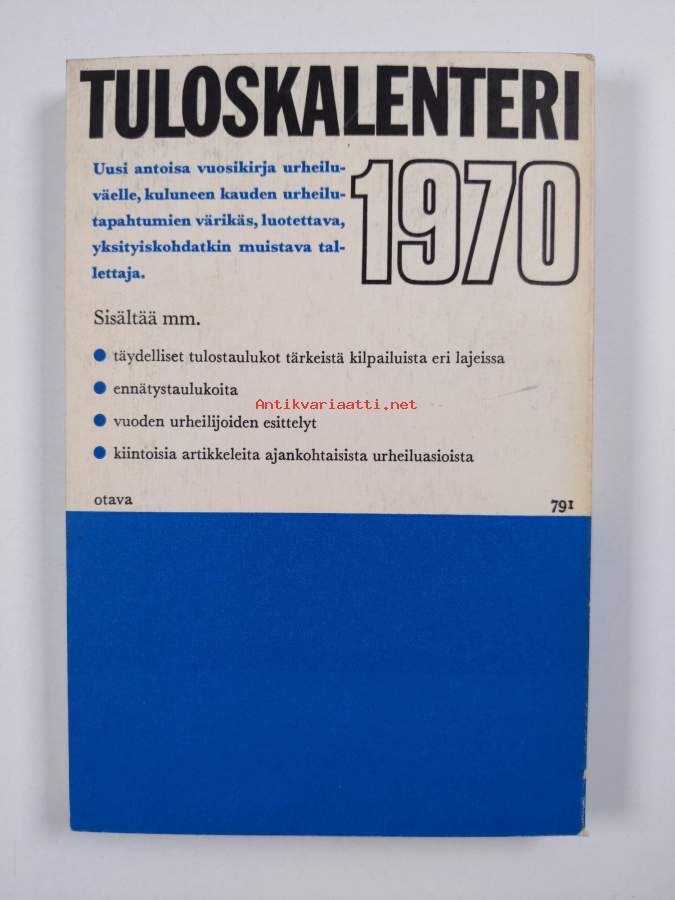 TULOSKALENTERI
1970
Uusi antoisa vuosikirja urheilu-
väelle, kuluneen kauden urheilu-
tapahtumien värikäs, luotettava,
yksityiskohdatkin muistava tal-
lettaja.
Sisältää mm.
● täydelliset tulostaulukot tärkeistä kilpailuista eri lajeissa
● ennätystaulukoita
Antikvariaatti.net
● vuoden urheilijoiden esittelyt
● kiintoisia artikkeleita ajankohtaisista urheiluasioista
otava 791